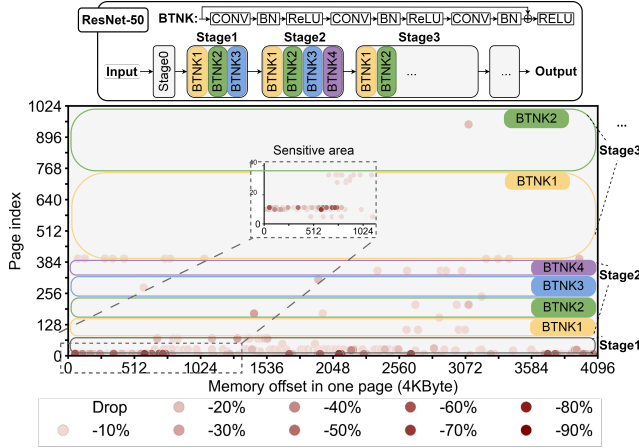 ResNet-50
BTNK: CONV BN ReLU CONV BN ReLU CONV BN RELU
Stage1 Stage2 Stage3
Input Stage0 BTNK1 BTNK2 BTNK3 BTNK1 BTNK2 BTNK3 BTNK4 BTNK1 BTNK2 ... ... Output
1024
896
768
640
512
384
256
128
0
Page index
BTNK2
...
Stage3
BTNK1
Sensitive area
40
20
0
0 512 1024
BTNK4
Stage2
BTNK3
BTNK2
BTNK1
Stage1
0 512 1024 1536 2048 2560 3072 3584 4096
Memory offset in one page (4KByte)
Drop -20% -40% -60% -80%
-10% -30% -50% -70% -90%